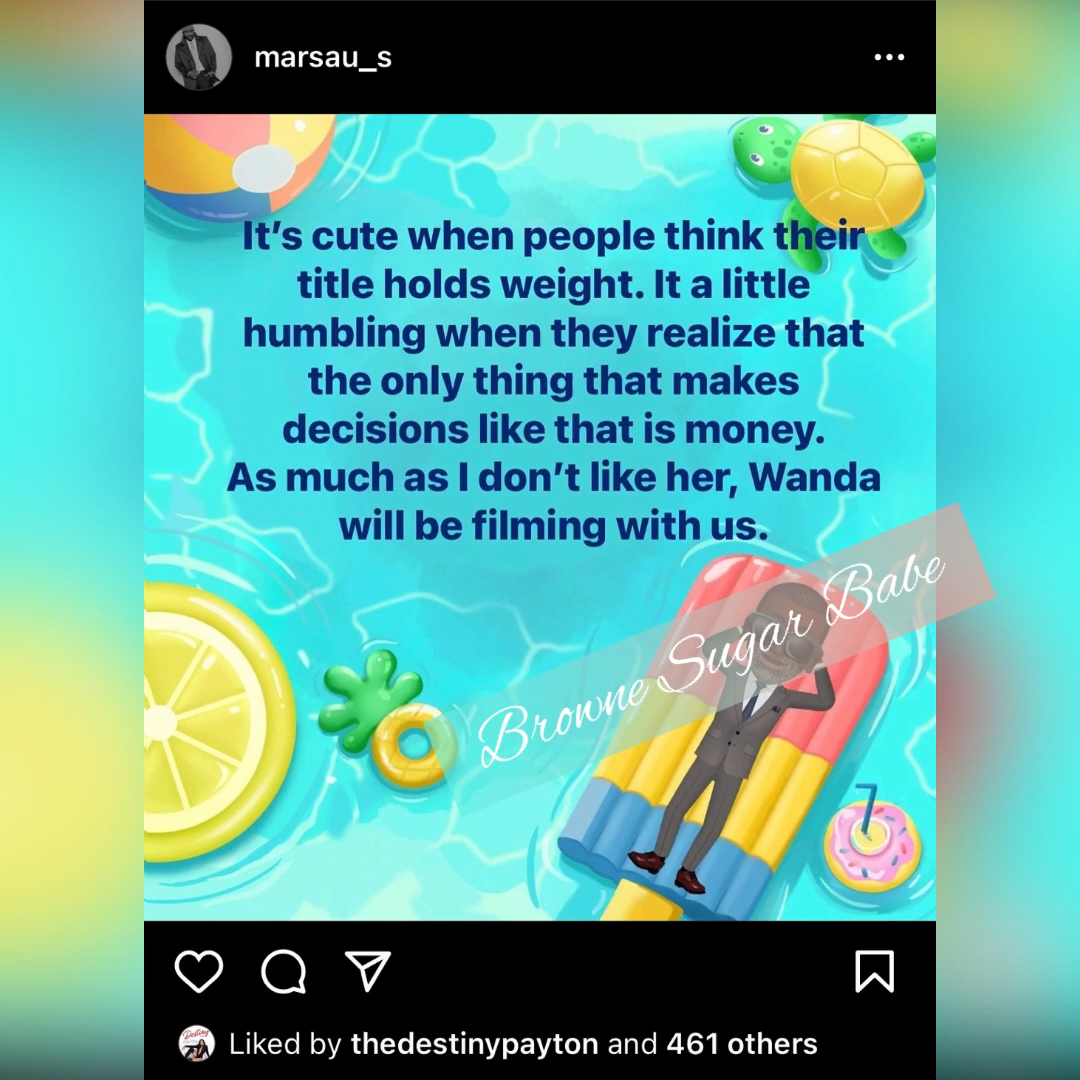 marsau_s
It’s cute when people think their
title holds weight. It a little
humbling when they realize that
the only thing that makes
decisions like that is money.
As much as I don’t like her, Wanda
will be filming with us.
Browne Sugar Babe
Liked by thedestinypayton and 461 others